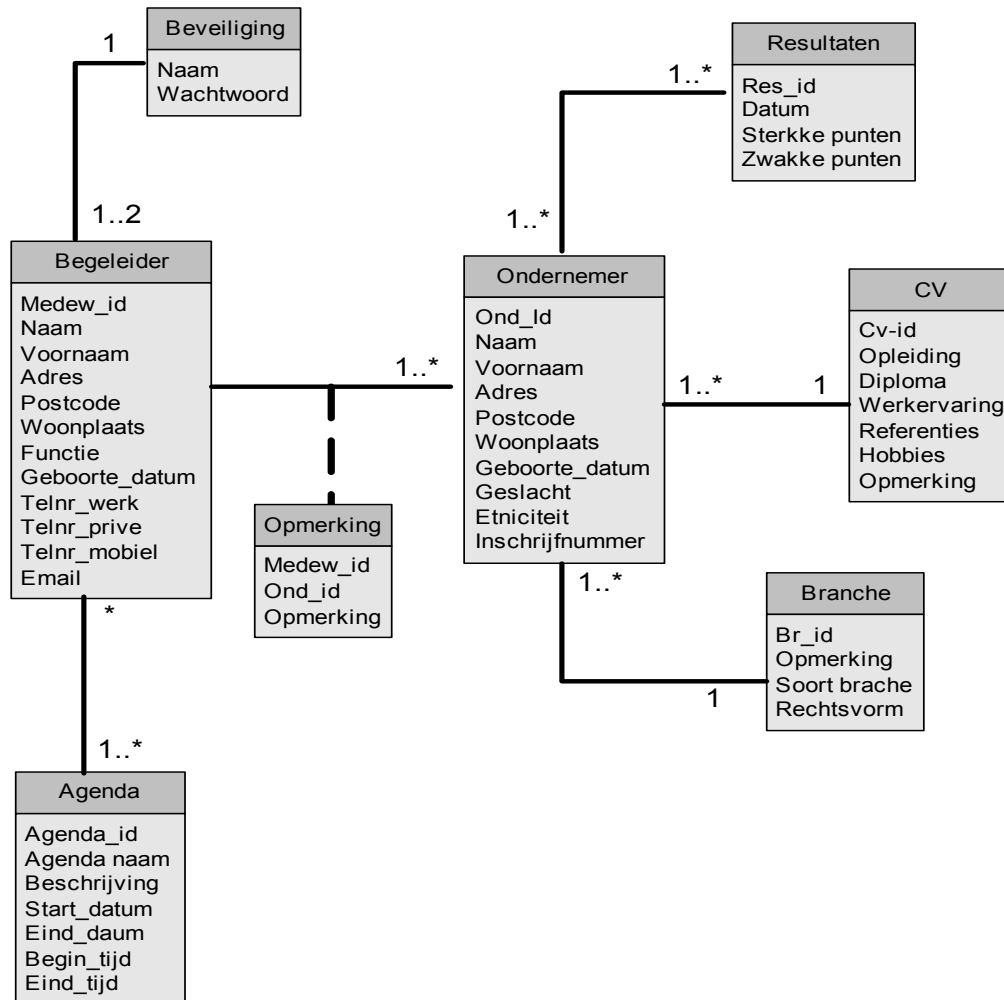 Beveiliging
Naam
Wachtwoord
1
1..2
Resultaten
Res_id
Datum
Sterkke punten
Zwakke punten
1..*
1..*
Begeleider
Medew_id
Naam
Voornaam
Adres
Postcode
Woonplaats
Functie
Geboorte_datum
Telnr_werk
Telnr_prive
Telnr_mobiel
Email
1..*
Ondernemer
Ond_Id
Naam
Voornaam
Adres
Postcode
Woonplaats
Geboorte_datum
Geslacht
Etniciteit
Inschrijfnummer
1..*
1
CV
Cv-id
Opleiding
Diploma
Werkervaring
Referenties
Hobbies
Opmerking
Opmerking
Medew_id
Ond_id
Opmerking
1..*
1
Branche
Br_id
Opmerking
Soort brache
Rechtsvorm
*
1..*
Agenda
Agenda_id
Agenda naam
Beschrijving
Start_datum
Eind_daum
Begin_tijd
Eind_tijd